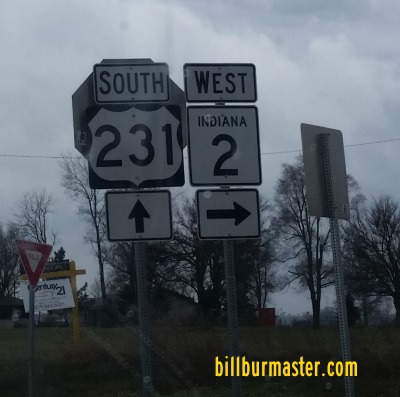 SOUTH
WEST
231
INDIANA
2
Century
21
billburmaster.com